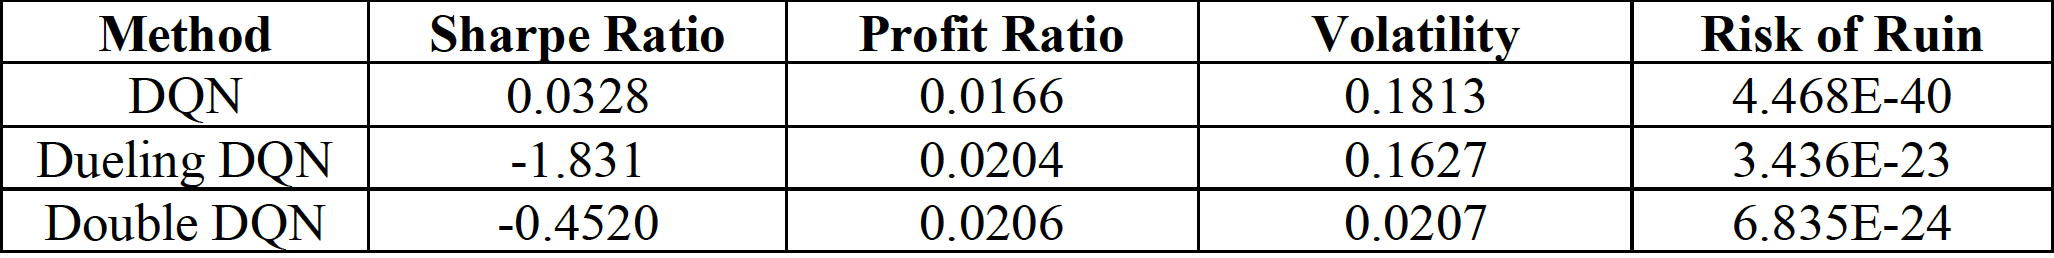 Method Sharpe Ratio Profit Ratio Volatility Risk of Ruin
DQN 0.0328 0.0166 0.1813 4.468E-40
Dueling DQN -1.831 0.0204 0.1627 3.436E-23
Double DQN -0.4520 0.0206 0.0207 6.835E-24